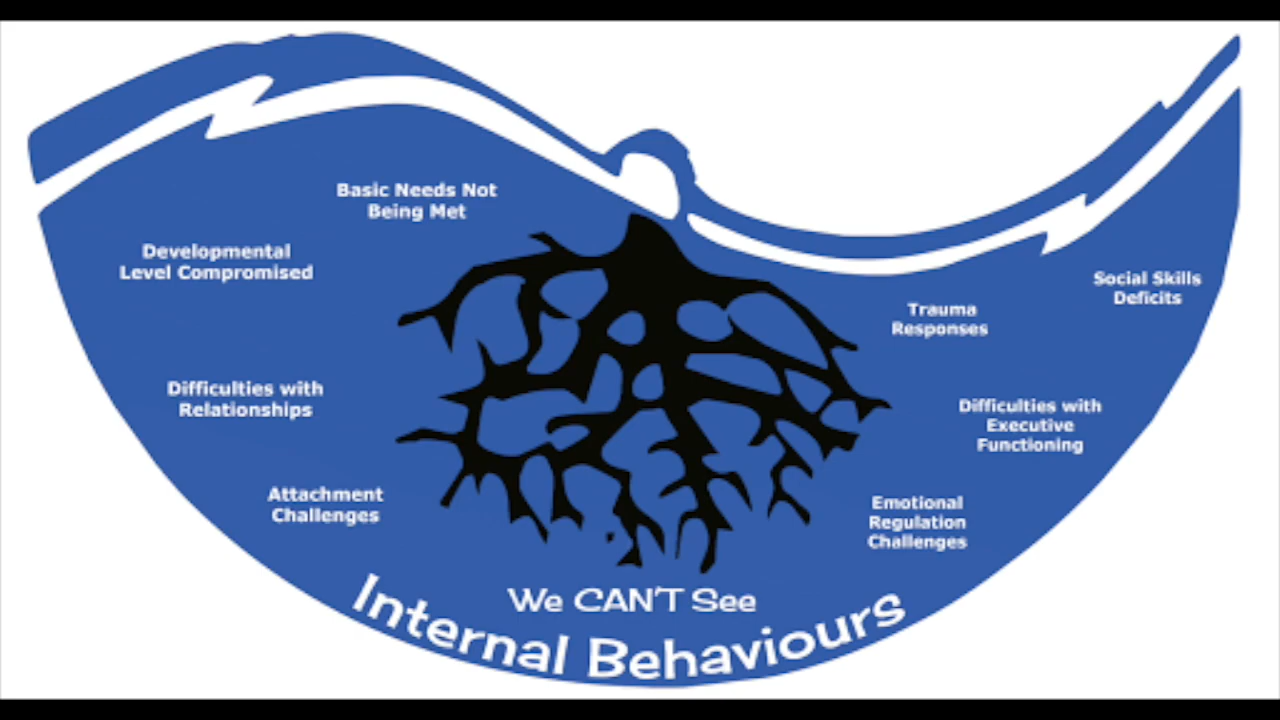 Basic Needs Not
Being Met
Developmental
Level Compromised
Social Skills
Deficits
Trauma
Responses
Difficulties with
Relationships
Difficulties with
Executive
Functioning
Attachment
Challenges
Emotional
Regulation
Challenges
We CAN'T See
Internal Behaviours